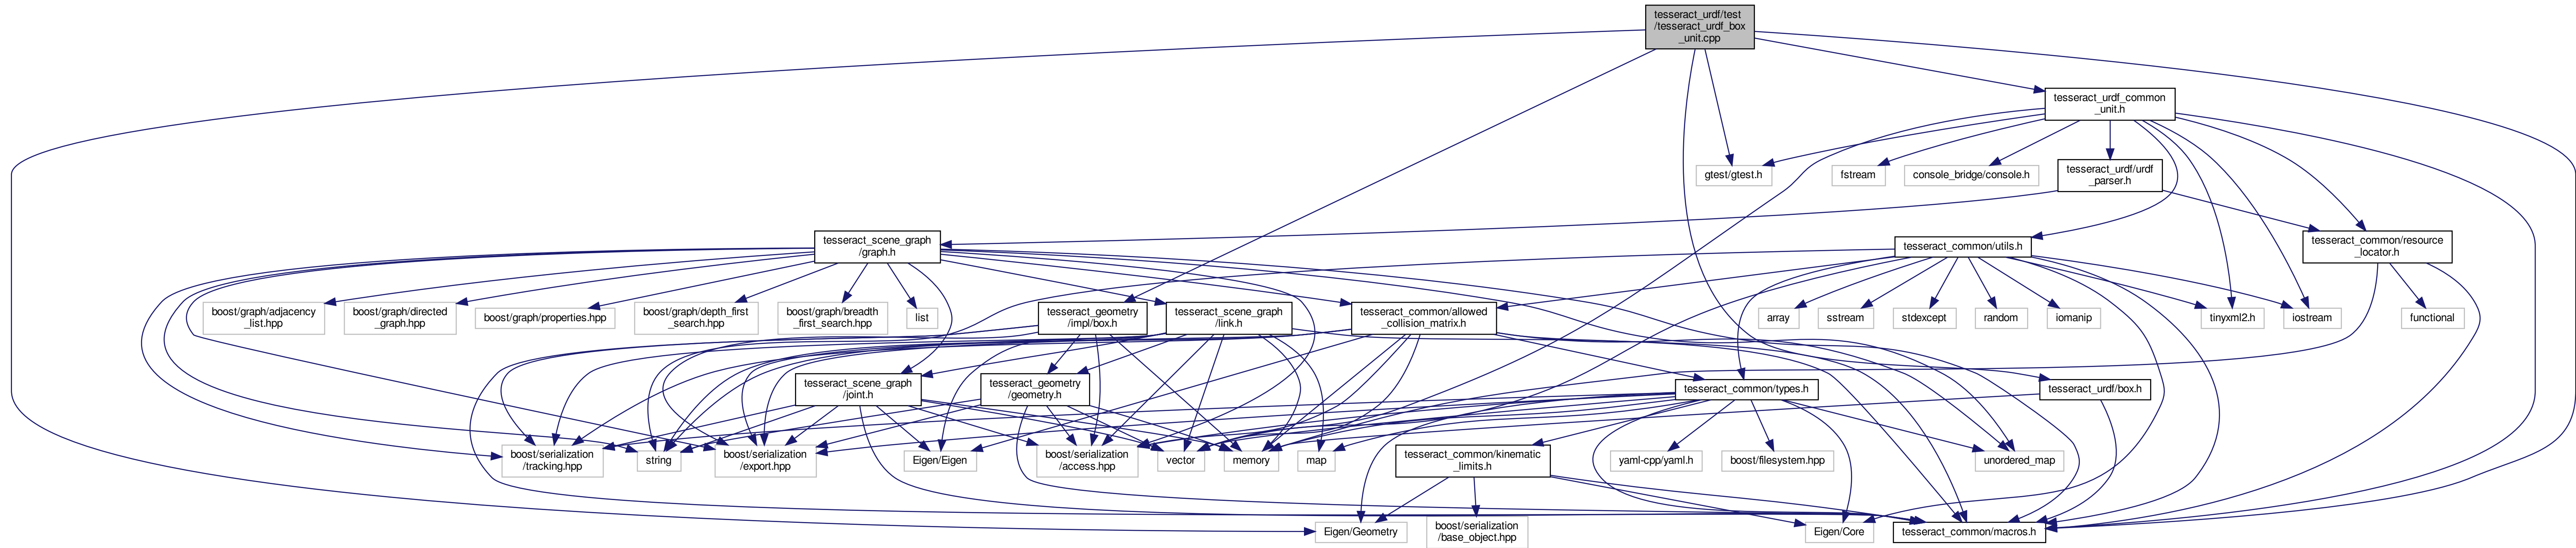 tesseract_urdf/test
/tesseract_urdf_box
_unit.cpp
tesseract_urdf_common
_unit.h
gtest/gtest.h
fstream
console_bridge/console.h
tesseract_urdf/urdf
_parser.h
tesseract_scene_graph
/graph.h
tesseract_common/utils.h
tesseract_common/resource
_locator.h
boost/graph/adjacency
_list.hpp
boost/graph/directed
_graph.hpp
boost/graph/properties.hpp
boost/graph/depth_first
_search.hpp
boost/graph/breadth
_first_search.hpp
list
tesseract_geometry
/impl/box.h
tesseract_scene_graph
/link.h
tesseract_common/allowed
_collision_matrix.h
array
sstream
stdexcept
random
iomanip
tinyxml2.h
iostream
functional
tesseract_scene_graph
/joint.h
tesseract_geometry
/geometry.h
tesseract_common/types.h
tesseract_urdf/box.h
boost/serialization
/tracking.hpp
string
boost/serialization
/export.hpp
Eigen/Eigen
boost/serialization
/access.hpp
vector
memory
map
tesseract_common/kinematic
_limits.h
yaml-cpp/yaml.h
boost/filesystem.hpp
unordered_map
Eigen/Geometry
boost/serialization
/base_object.hpp
Eigen/Core
tesseract_common/macros.h